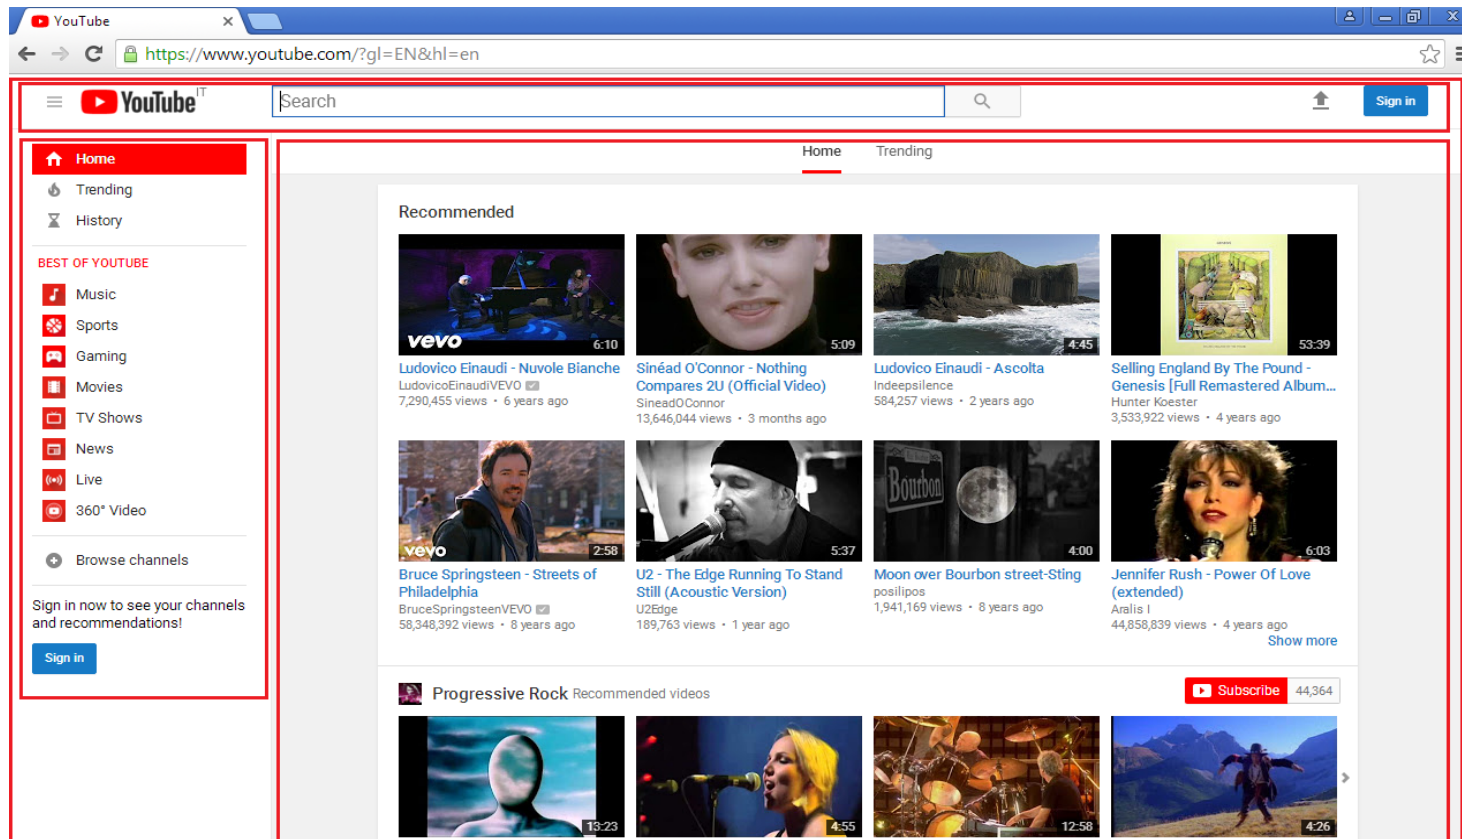 YouTube
https://www.youtube.com/?gl=EN&hl=en
YouTube IT
Search
Sign in
Home
Trending
History
BEST OF YOUTUBE
Music
Sports
Gaming
Movies
TV Shows
News
Live
360° Video
Browse channels
Sign in now to see your channels
and recommendations!
Sign in
Home Trending
Recommended
vevo 6:10
Ludovico Einaudi - Nuvole Bianche
LudovicoEinaudiVEVO
7,290,455 views • 6 years ago
5:09
Sinéad O'Connor - Nothing
Compares 2U (Official Video)
SineadOConnor
13,646,044 views • 3 months ago
4:45
Ludovico Einaudi - Ascolta
Indeepsilence
584,257 views • 2 years ago
53:39
Selling England By The Pound -
Genesis [Full Remastered Album...
Hunter Koester
3,533,922 views • 4 years ago
vevo 2:58
Bruce Springsteen - Streets of
Philadelphia
BruceSpringsteenVEVO
58,348,392 views • 8 years ago
5:37
U2 - The Edge Running To Stand
Still (Acoustic Version)
U2Edge
189,763 views • 1 year ago
Bourbon
4:00
Moon over Bourbon street-Sting
posilipos
1,941,169 views • 8 years ago
6:03
Jennifer Rush - Power Of Love
(extended)
Aralis I
44,858,839 views • 4 years ago
Show more
Progressive Rock Recommended videos
Subscribe 44,364
13:23
4:55
12:58
4:26